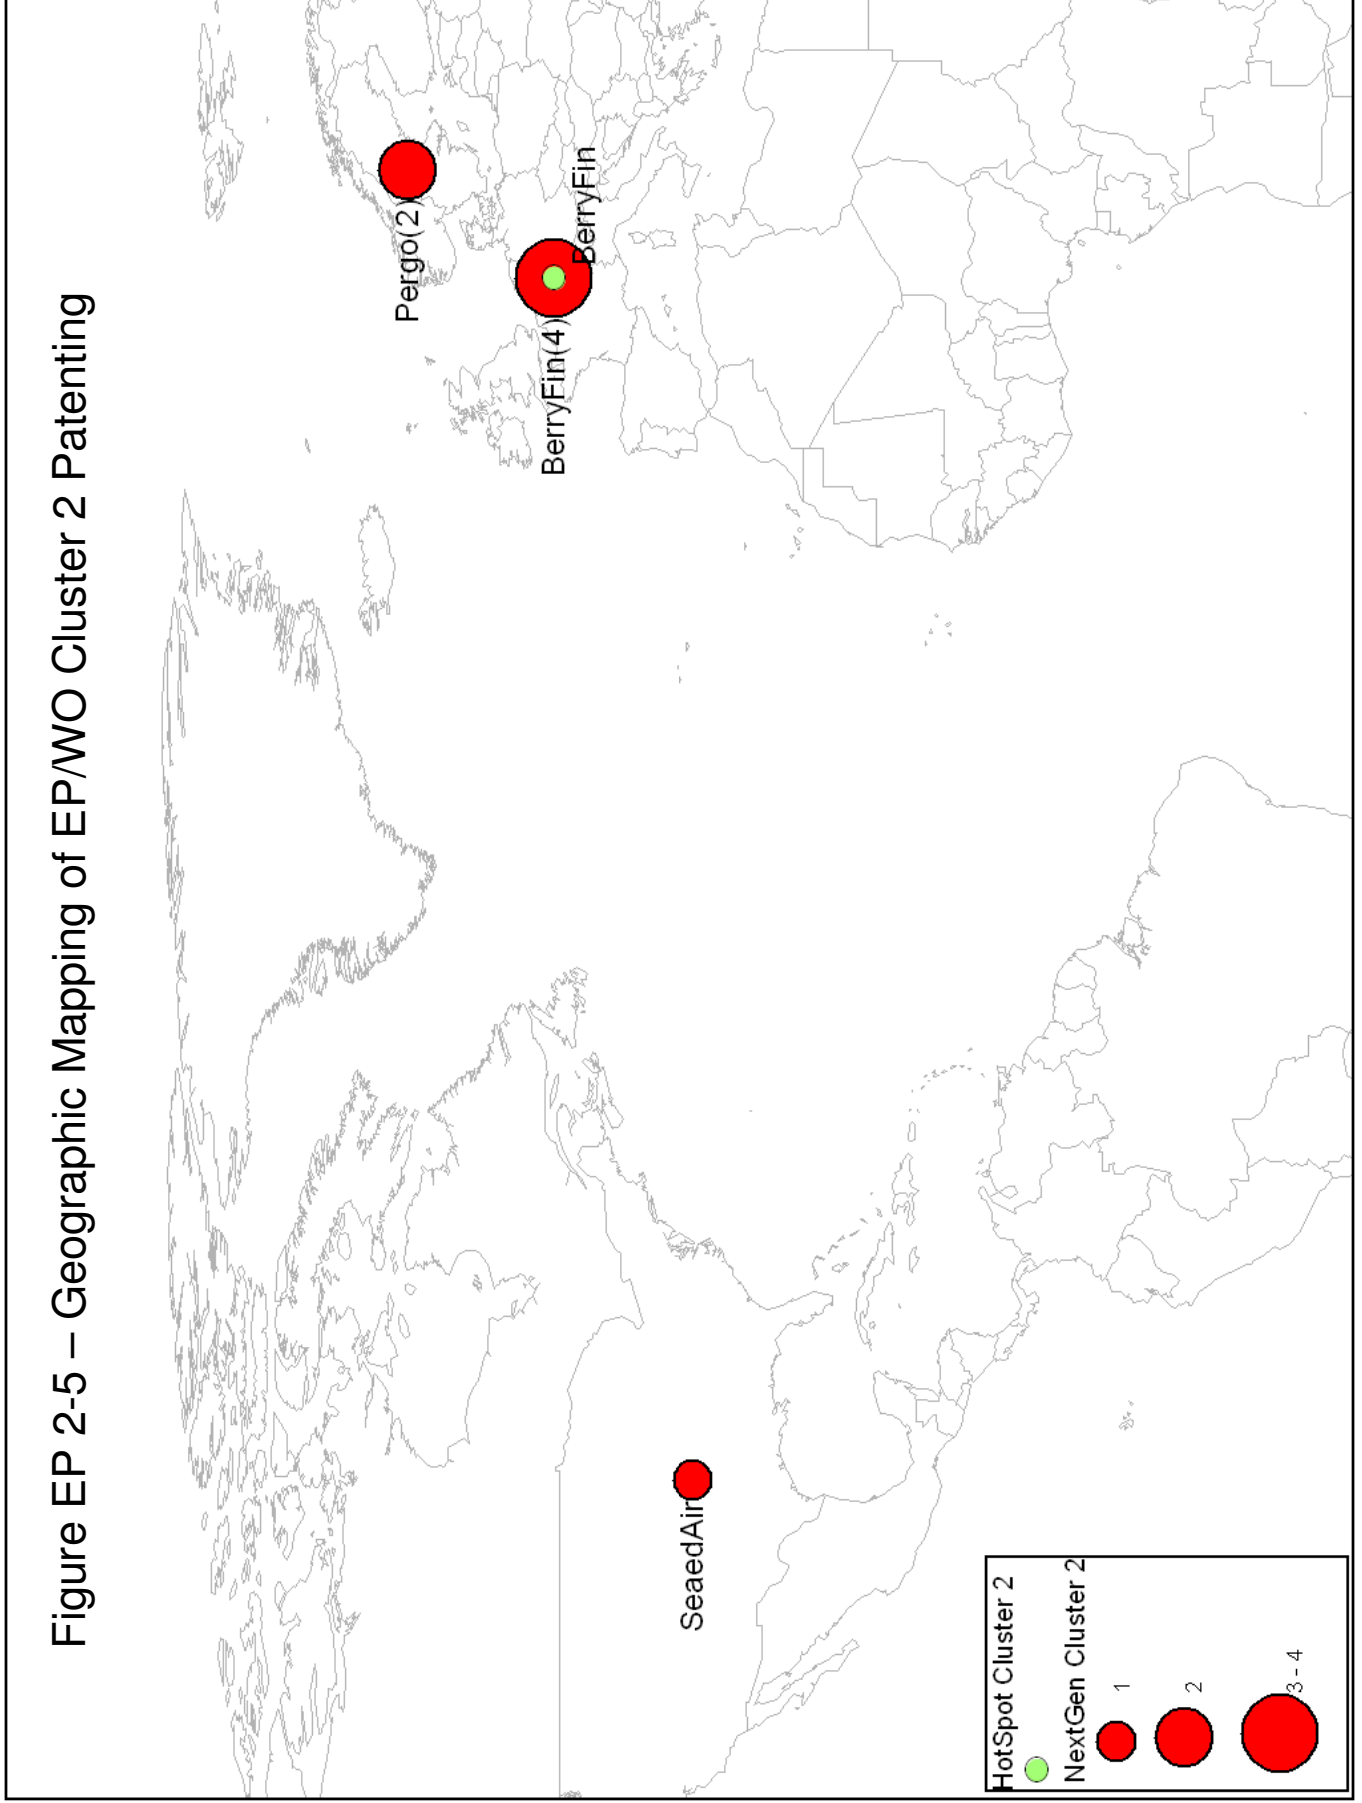 Figure EP 2-5 – Geographic Mapping of EP/WO Cluster 2 Patenting
Pergo(2)
BerryFin(4)
BerryFin
SeaedAir
HotSpot Cluster 2
NextGen Cluster 2
1
2
3 - 4